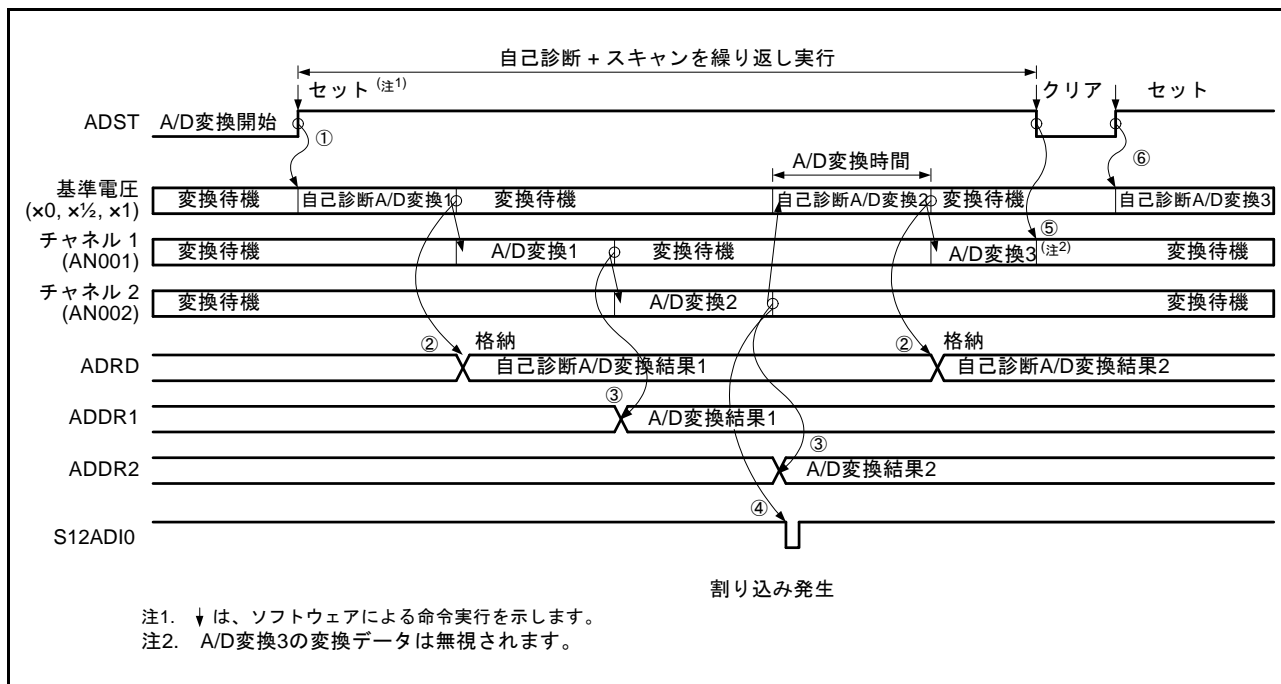 自己診断 + スキャンを繰り返し実行
セット (注1)
クリア
セット
ADST
A/D変換開始
①
⑥
A/D変換時間
基準電圧
(×0, ×½, ×1)
変換待機
自己診断A/D変換1
変換待機
自己診断A/D変換2
変換待機
自己診断A/D変換3
チャネル 1
(AN001)
変換待機
A/D変換1
変換待機
A/D変換3
⑤
(注2)
変換待機
チャネル 2
(AN002)
変換待機
A/D変換2
変換待機
ADRD
②
格納
自己診断A/D変換結果1
②
格納
自己診断A/D変換結果2
ADDR1
③
A/D変換結果1
ADDR2
③
A/D変換結果2
S12ADI0
④
割り込み発生
注1. ↓ は、ソフトウェアによる命令実行を示します。
注2. A/D変換3の変換データは無視されます。